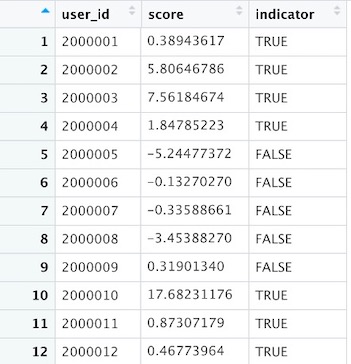 user_id score indicator
1 2000001 0.38943617 TRUE
2 2000002 5.80646786 TRUE
3 2000003 7.56184674 TRUE
4 2000004 1.84785223 TRUE
5 2000005 -5.24477372 FALSE
6 2000006 -0.13270270 FALSE
7 2000007 -0.33588661 FALSE
8 2000008 -3.45388270 FALSE
9 2000009 0.31901340 FALSE
10 2000010 17.68231176 TRUE
11 2000011 0.87307179 TRUE
12 2000012 0.46773964 TRUE